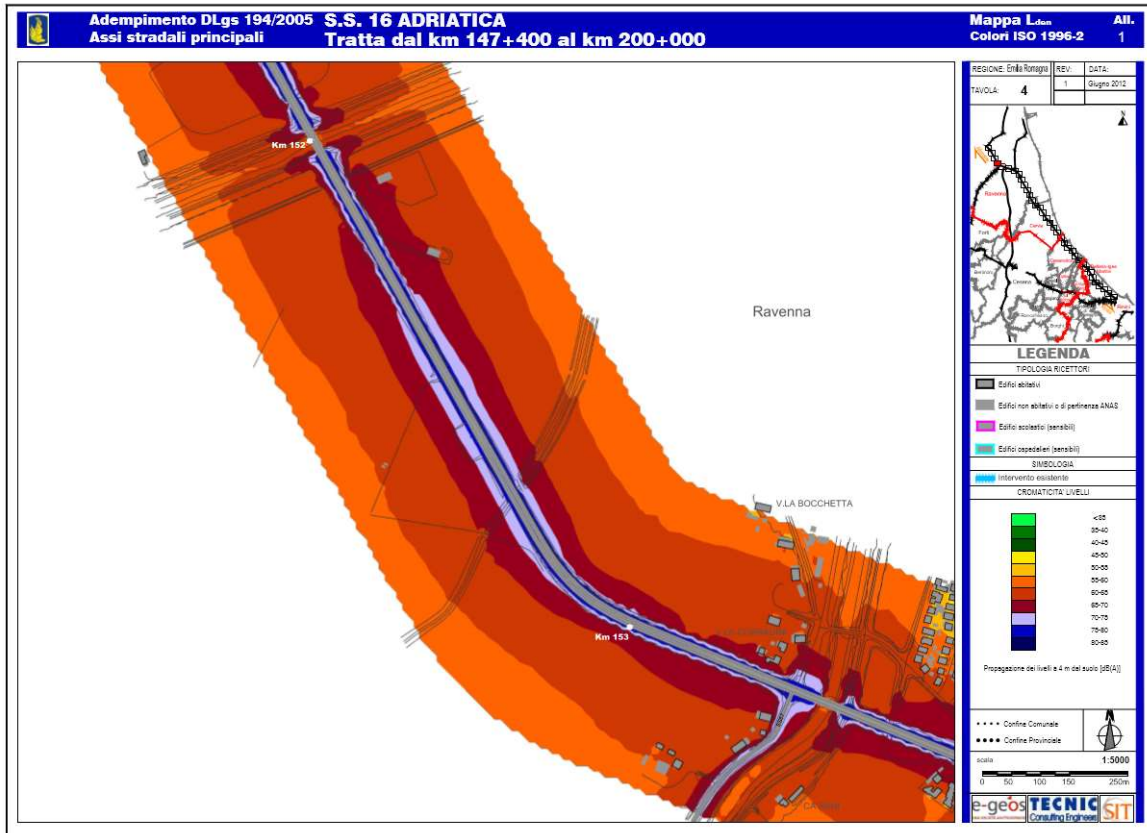 Adempimento DLgs 194/2005
Assi stradali principali
S.S. 16 ADRIATICA
Tratta dal km 147+400 al km 200+000
Mappa Lden
Colori ISO 1996-2
All.
1
Km 152
Ravenna
V.LA BOCCHETTA
Km 153
REGIONE: Emilia Romagna
REV:
DATA:
TAVOLA: 4
1
Giugno 2012
N
Ravenna
Cervia
Forlì
Cesena
LEGENDA
TIPOLOGIA RICETTORI
Edifici abitativi
Edifici non abitativi o di pertinenza ANAS
Edifici scolastici (sensibili)
Edifici ospedalieri (sensibili)
SIMBOLOGIA
Intervento esistente
CROMATICITA' LIVELLI
<35
35-40
40-45
45-50
50-55
55-60
60-65
65-70
70-75
75-80
80-85
Propagazione dei livelli a 4 m dal suolo [dB(A)]
Confine Comunale
Confine Provinciale
N
scala
1:5000
0 50 100 150 250m
e-geos
TECNIC
Consulting Engineers
SIT